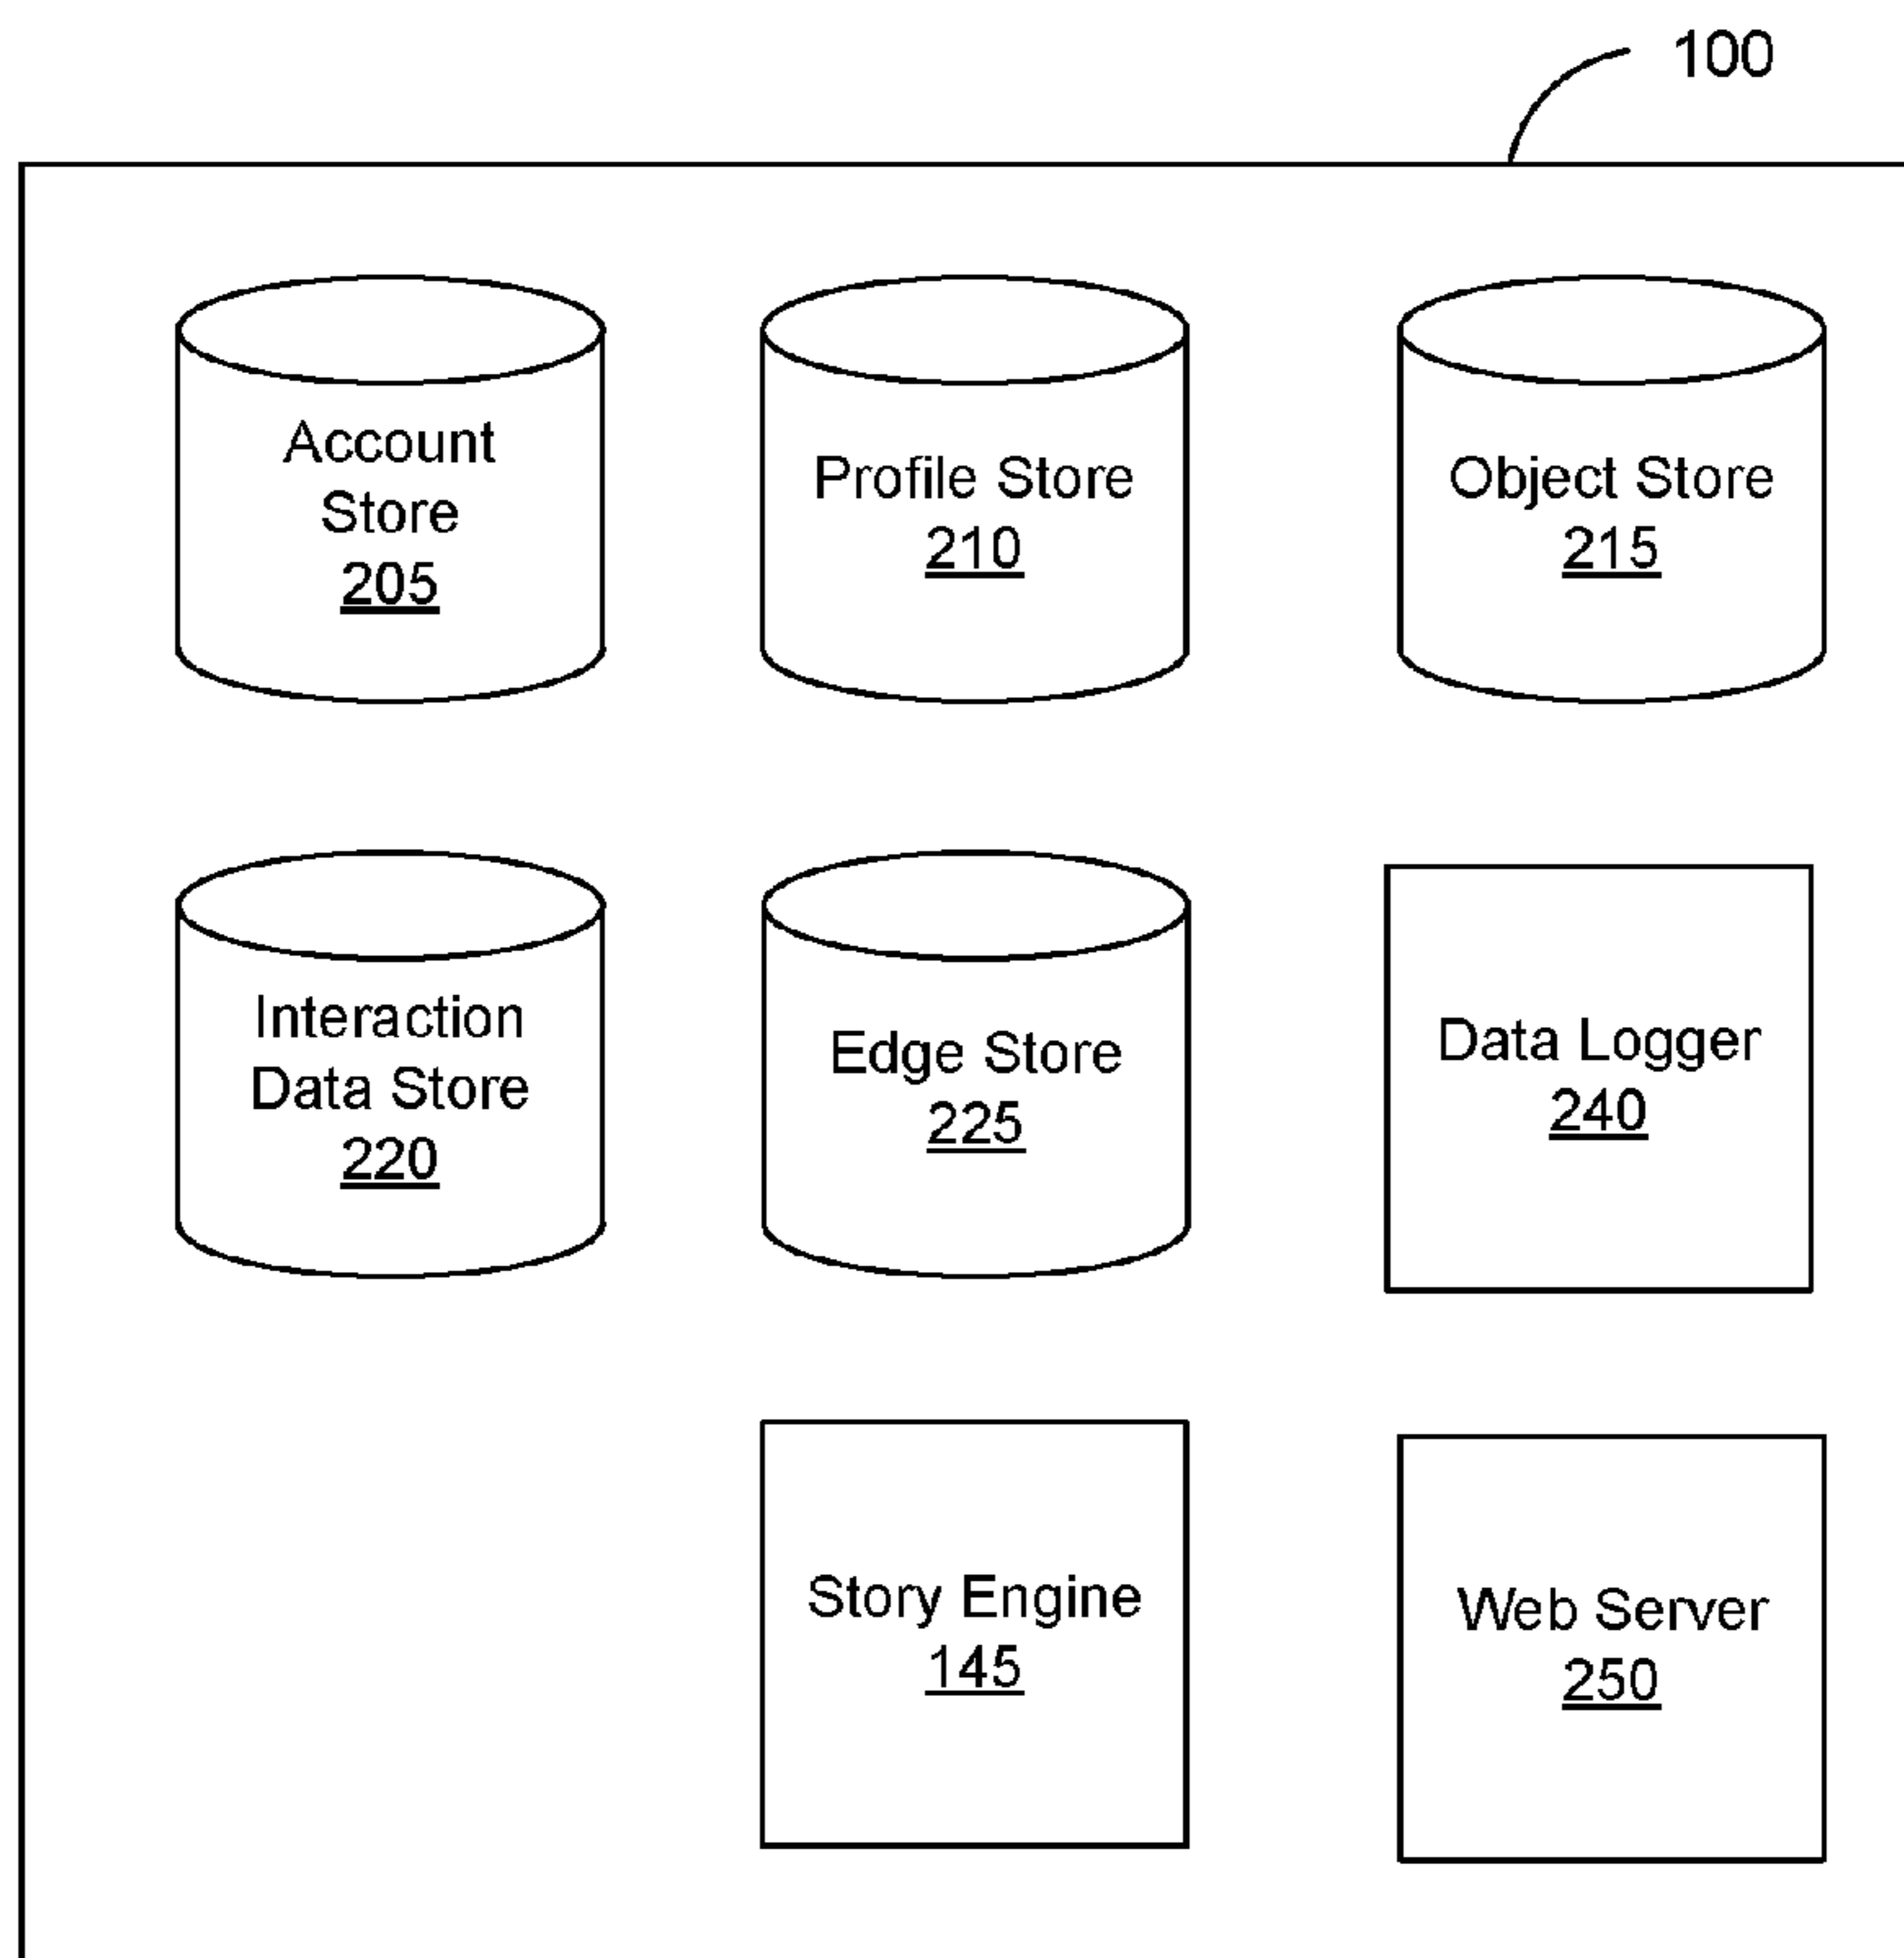 100
Account
Store
205
Profile Store
210
Object Store
215
Interaction
Data Store
220
Edge Store
225
Data Logger
240
Story Engine
145
Web Server
250